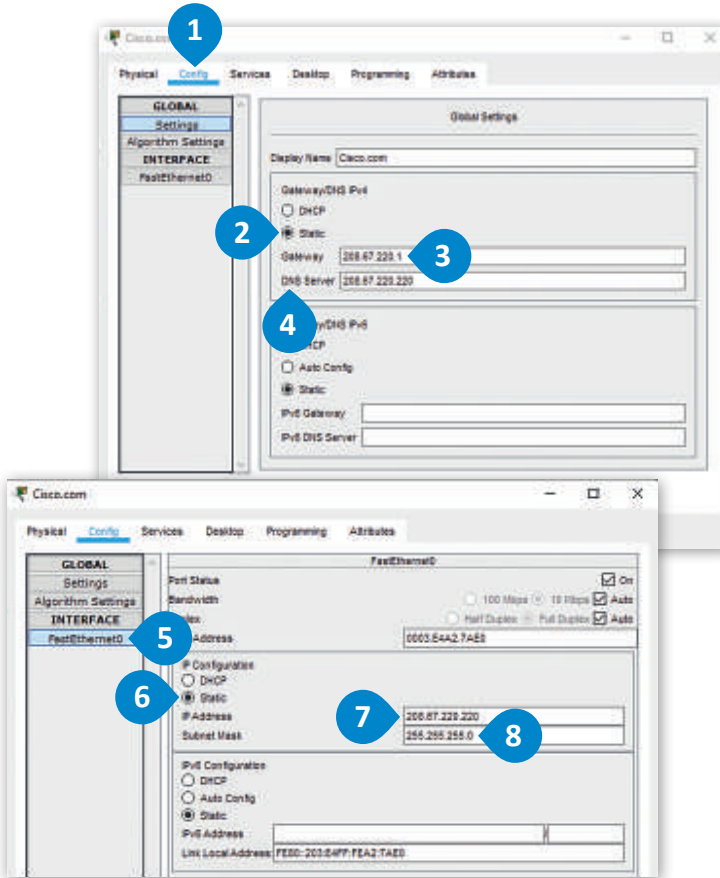 1
Cisco.com
Physical Config Services Desktop Programming Attributes
GLOBAL
Settings
Algorithm Settings
INTERFACE
FastEthernet0
Global Settings
Display Name Cisco.com
Gateway/DNS IPv4
DHCP
2
Static
Gateway 208.67.220.1 3
DNS Server 208.67.220.220
4
y/DNS IPv6
HCP
Auto Config
Static
IPv6 Gateway
IPv6 DNS Server
Cisco.com
Physical Config Services Desktop Programming Attributes
GLOBAL
Settings
Algorithm Settings
INTERFACE
FastEthernet0 5
FastEthernet0
Port Status On
Bandwidth 100 Mbps 10 Mbps Auto
Half Duplex Full Duplex Auto
Address 0003.E4A2.7AE0
IP Configuration
DHCP
6 Static
IP Address 7 208.67.220.220
Subnet Mask 255.255.255.0 8
IPv6 Configuration
DHCP
Auto Config
Static
IPv6 Address /
Link Local Address: FE80::203:E4FF:FEA2:7AE0